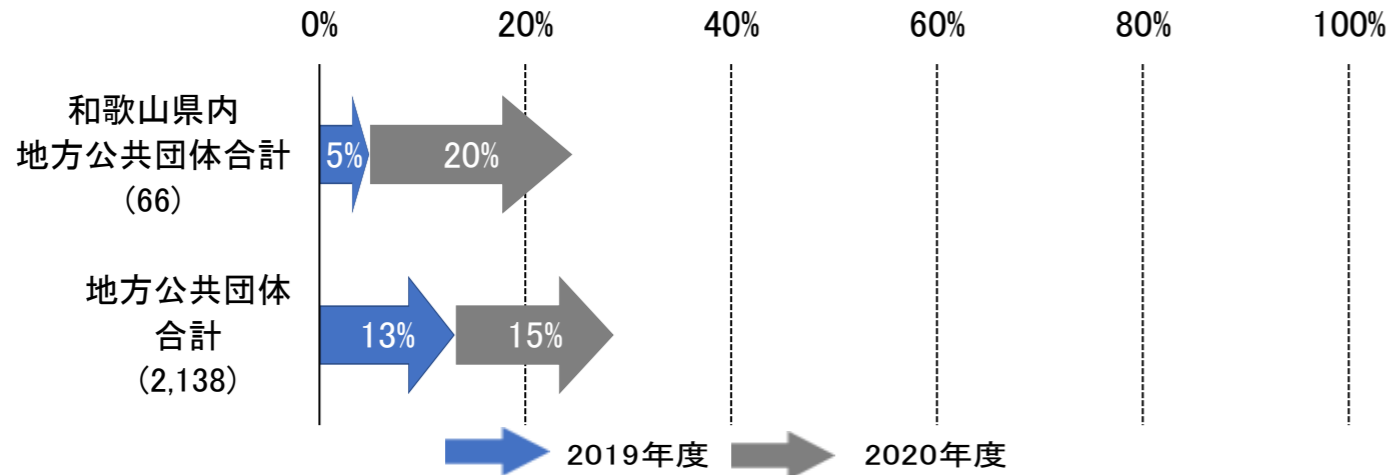 0% 20% 40% 60% 80% 100%
和歌山県内
地方公共団体合計
(66)
5% 20%
地方公共団体
合計
(2,138)
13% 15%
2019年度 2020年度